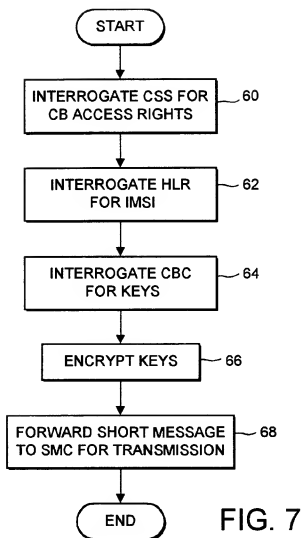 START
INTERROGATE CSS FOR
CB ACCESS RIGHTS
60
INTERROGATE HLR
FOR IMSI
62
INTERROGATE CBC
FOR KEYS
64
ENCRYPT KEYS
66
FORWARD SHORT MESSAGE
TO SMC FOR TRANSMISSION
68
END
FIG. 7